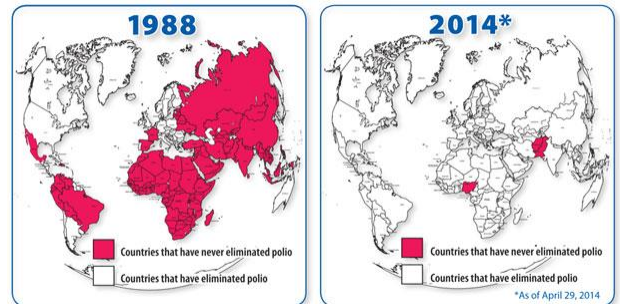 1988
Countries that have never eliminated polio
Countries that have eliminated polio
2014*
Countries that have never eliminated polio
Countries that have eliminated polio
*As of April 29, 2014